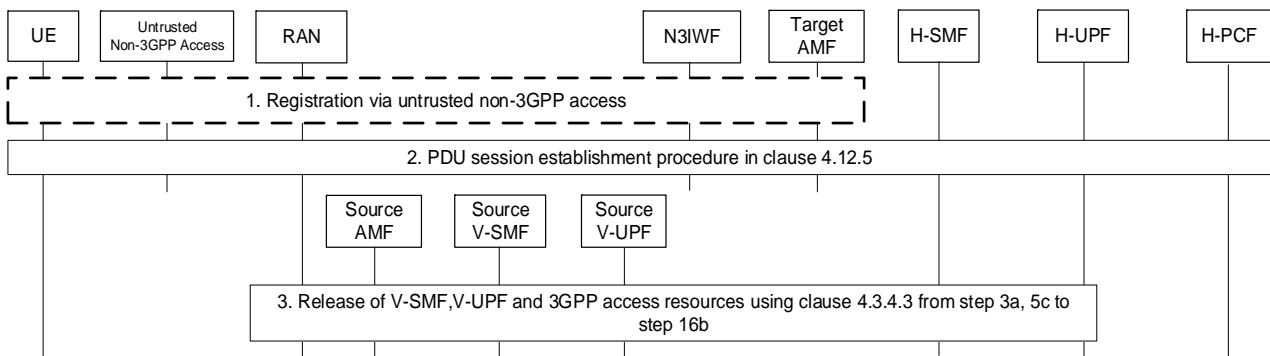 UE
Untrusted
Non-3GPP Access
RAN
N3IWF
Target
AMF
H-SMF
H-UPF
H-PCF
1. Registration via untrusted non-3GPP access
2. PDU session establishment procedure in clause 4.12.5
Source
AMF
Source
V-SMF
Source
V-UPF
3. Release of V-SMF,V-UPF and 3GPP access resources using clause 4.3.4.3 from step 3a, 5c to
step 16b